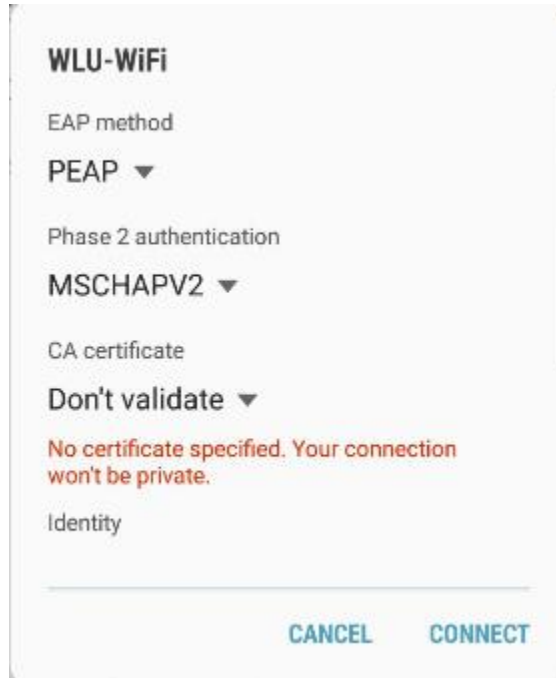 WLU-WiFi
EAP method
PEAP
Phase 2 authentication
MSCHAPV2
CA certificate
Don't validate
No certificate specified. Your connection
won't be private.
Identity
CANCEL CONNECT